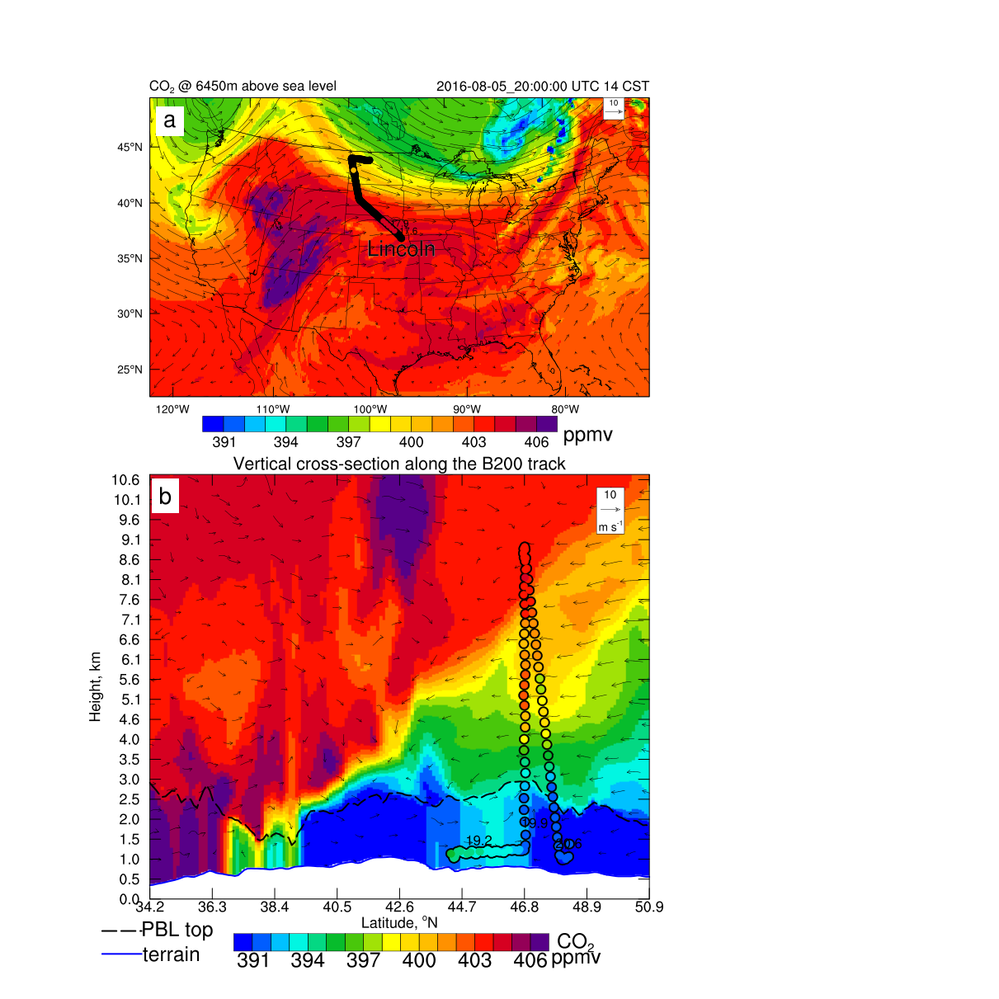 CO₂ @ 6450m above sea level 2016-08-05_20:00:00 UTC 14 CST
a
10
45°N
40°N
35°N
30°N
25°N
Lincoln
120°W 110°W 100°W 90°W 80°W
391 394 397 400 403 406 ppmv
Vertical cross-section along the B200 track
b
10
m s⁻¹
10.6
10.1
9.6
9.1
8.6
8.1
7.6
7.1
6.6
6.1
5.6
5.1
4.6
4.0
3.5
3.0
2.5
2.0
1.5
1.0
0.5
0.0
Height, km
19.9
19.2
34.2 36.3 38.4 40.5 42.6 44.7 46.8 48.9 50.9
Latitude, °N
PBL top
terrain
391 394 397 400 403 406
CO₂
ppmv